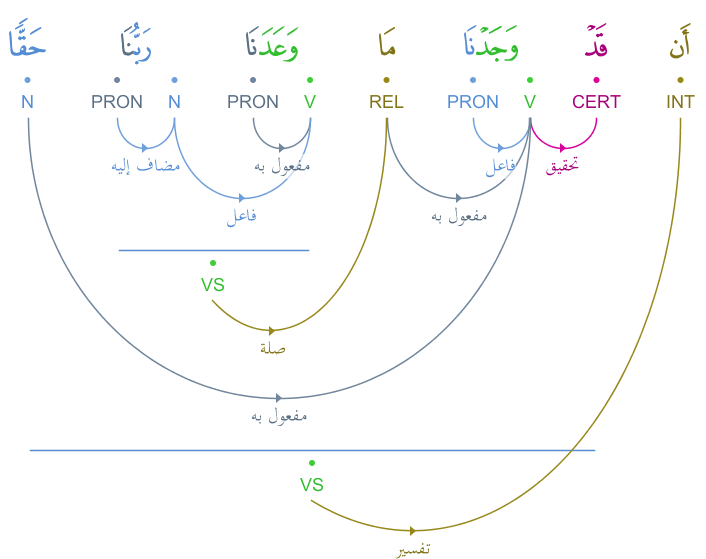 أَن قَدْ وَجَدْنَا مَا وَعَدَنَا رَبُّنَا حَقًّا
INT CERT V PRON REL V PRON N PRON N
تحقيق فاعل مفعول به مضاف إليه
مفعول به فاعل
VS
صلة
مفعول به
VS
تفسير